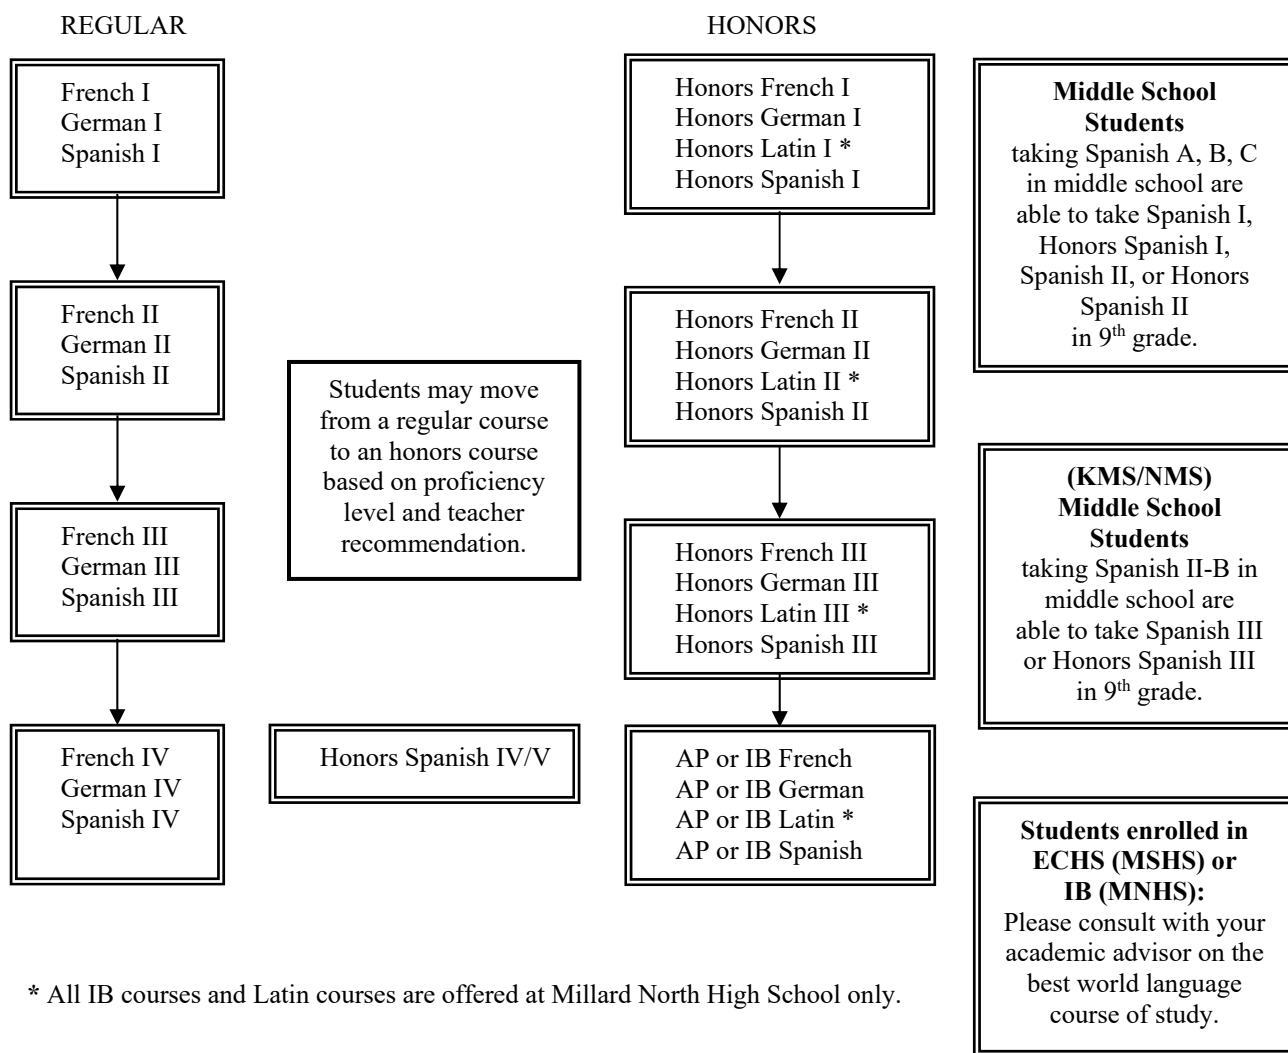 REGULAR
French I
German I
Spanish I
French II
German II
Spanish II
French III
German III
Spanish III
French IV
German IV
Spanish IV
Students may move
from a regular course
to an honors course
based on proficiency
level and teacher
recommendation.
Honors Spanish IV/V
HONORS
Honors French I
Honors German I
Honors Latin I *
Honors Spanish I
Honors French II
Honors German II
Honors Latin II *
Honors Spanish II
Honors French III
Honors German III
Honors Latin III *
Honors Spanish III
AP or IB French
AP or IB German
AP or IB Latin *
AP or IB Spanish
Middle School
Students
taking Spanish A, B, C
in middle school are
able to take Spanish I,
Honors Spanish I,
Spanish II, or Honors
Spanish II
in 9th grade.
(KMS/NMS)
Middle School
Students
taking Spanish II-B in
middle school are
able to take Spanish III
or Honors Spanish III
in 9th grade.
Students enrolled in
ECHS (MSHS) or
IB (MNHS):
Please consult with your
academic advisor on the
best world language
course of study.
* All IB courses and Latin courses are offered at Millard North High School only.